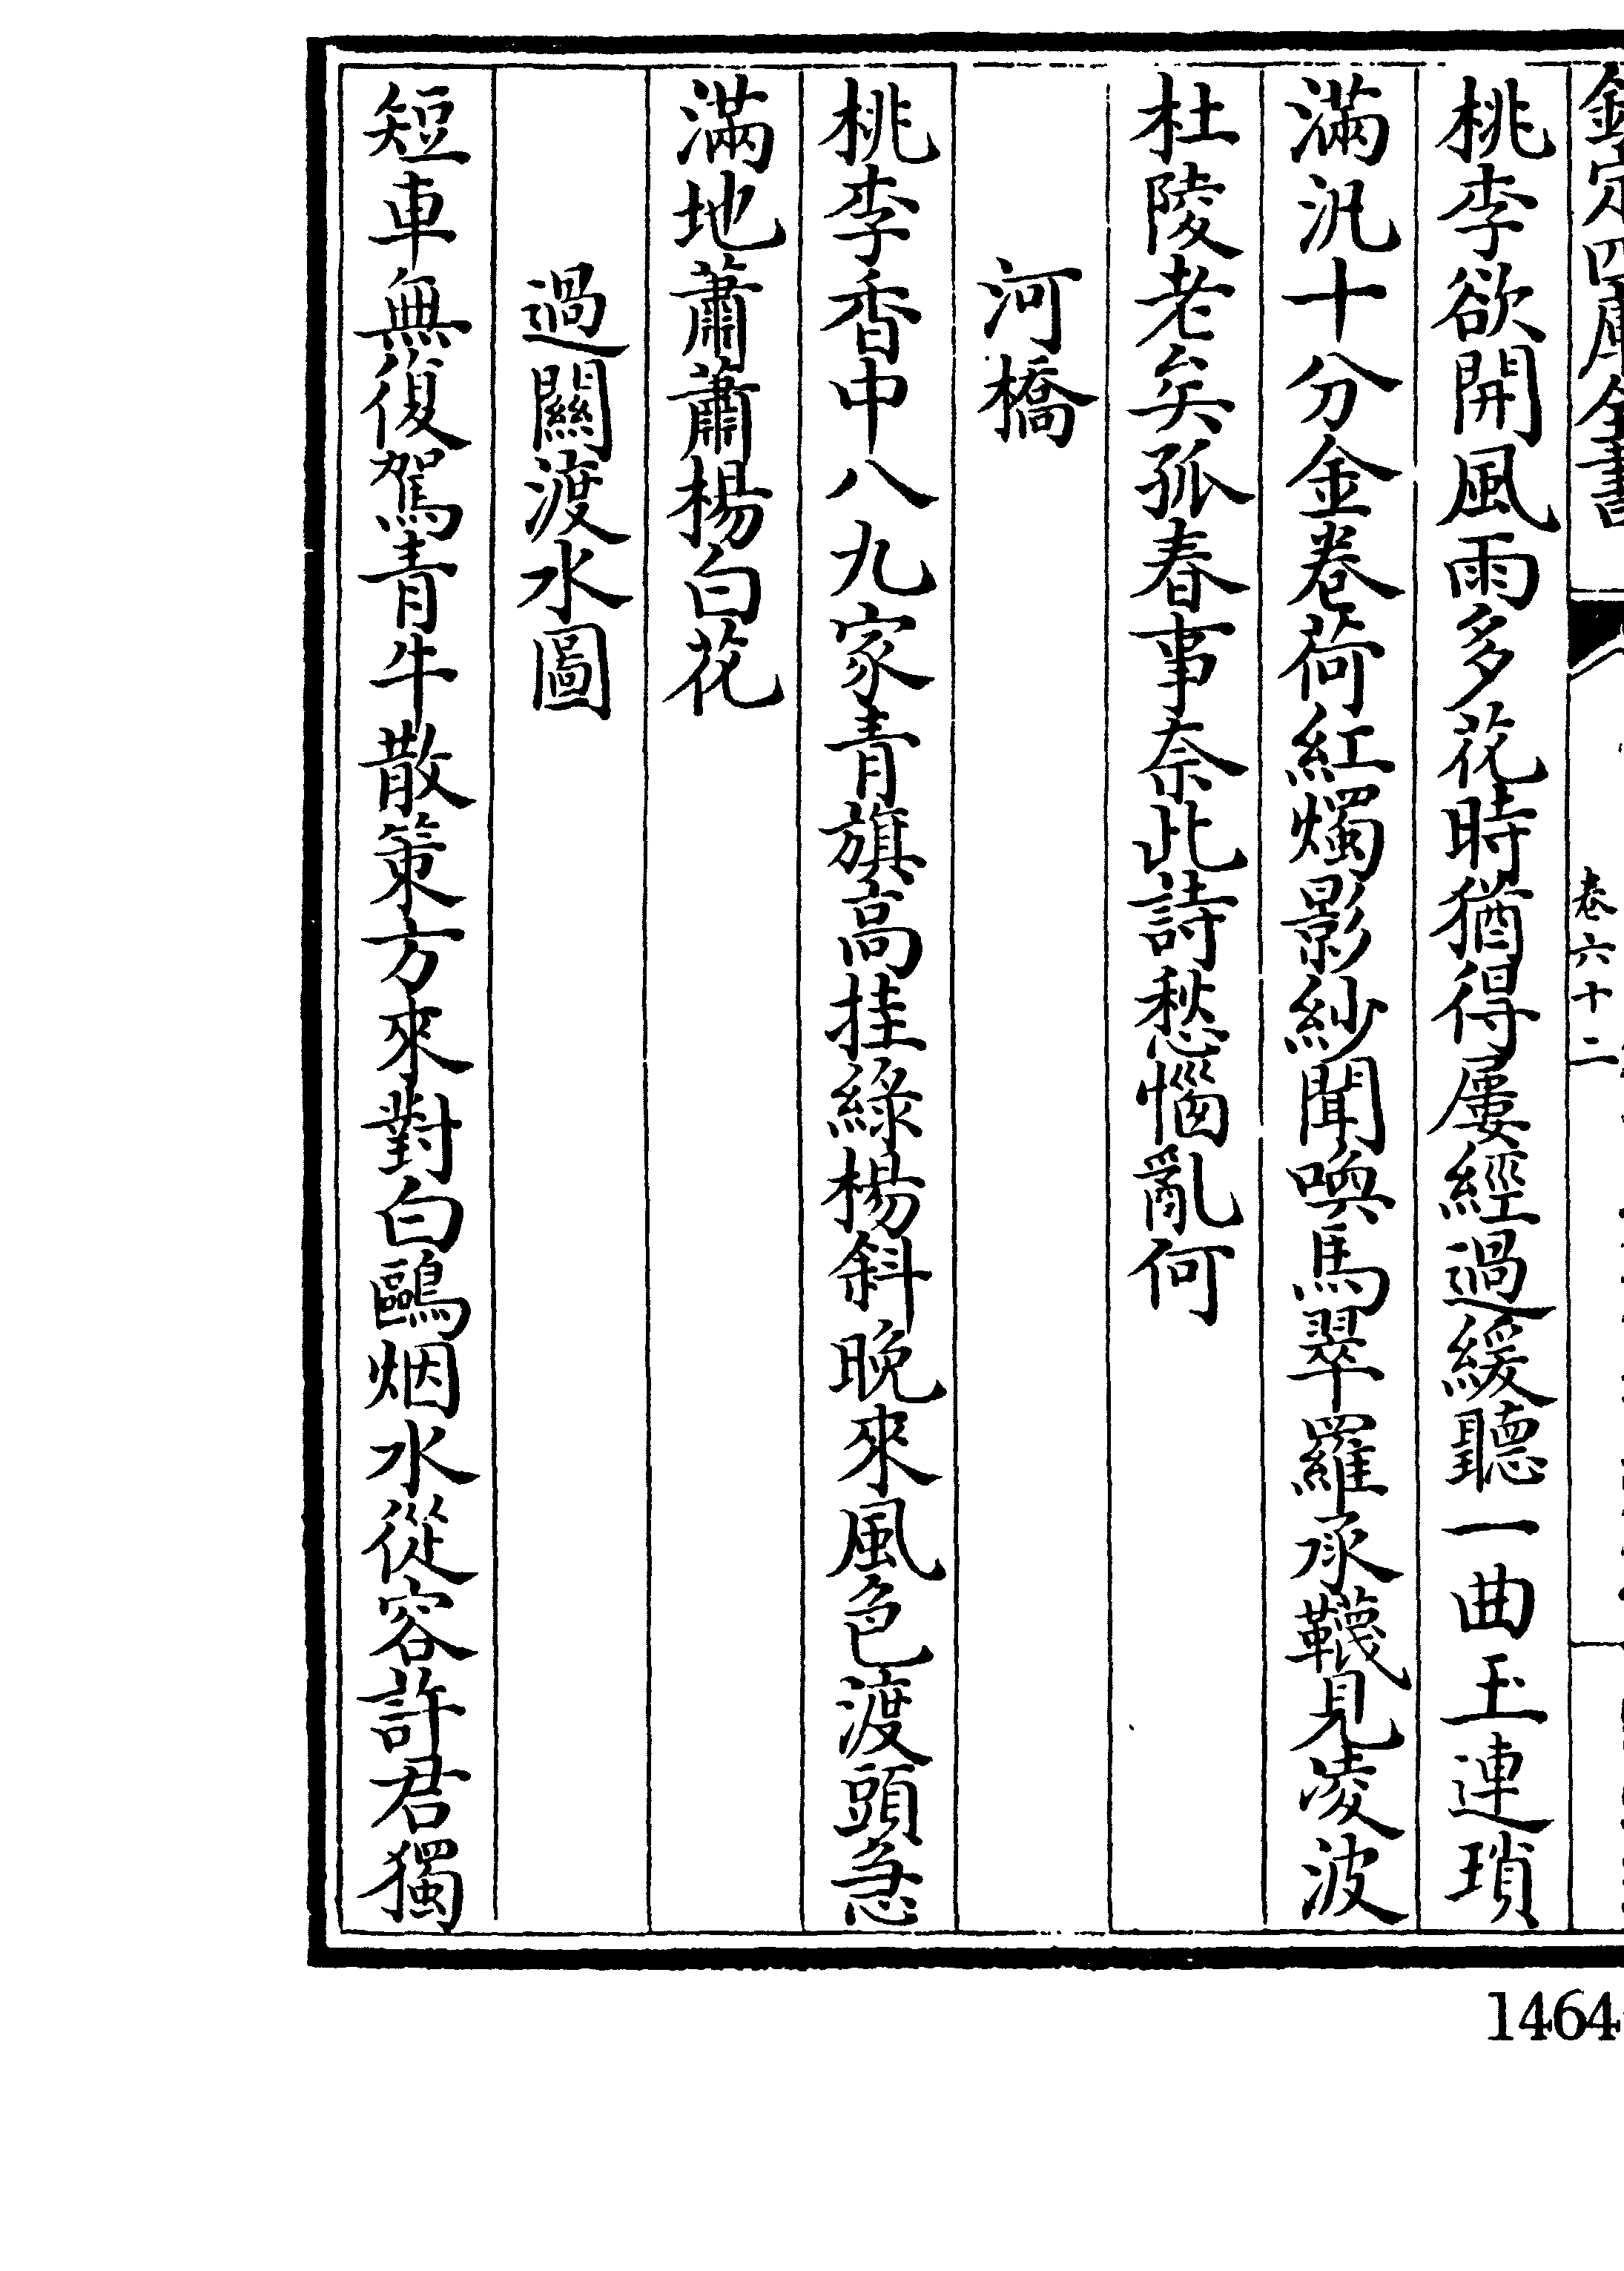 欽定四庫全書
卷六十二
桃李欲開風雨多花時猶得屢經過緩聽一曲玉連瑣
滿汎十分金卷荷紅燭影紗聞喚馬翠羅承韈見凌波
杜陵老矣孤春事奈此詩愁惱亂何
河橋
桃李香中八九家青旗高挂綠楊斜晚來風色渡頭急
滿地蕭蕭楊白花
過關渡水圖
短車無復駕青牛散策方來對白鷗烟水從容許君獨
1464